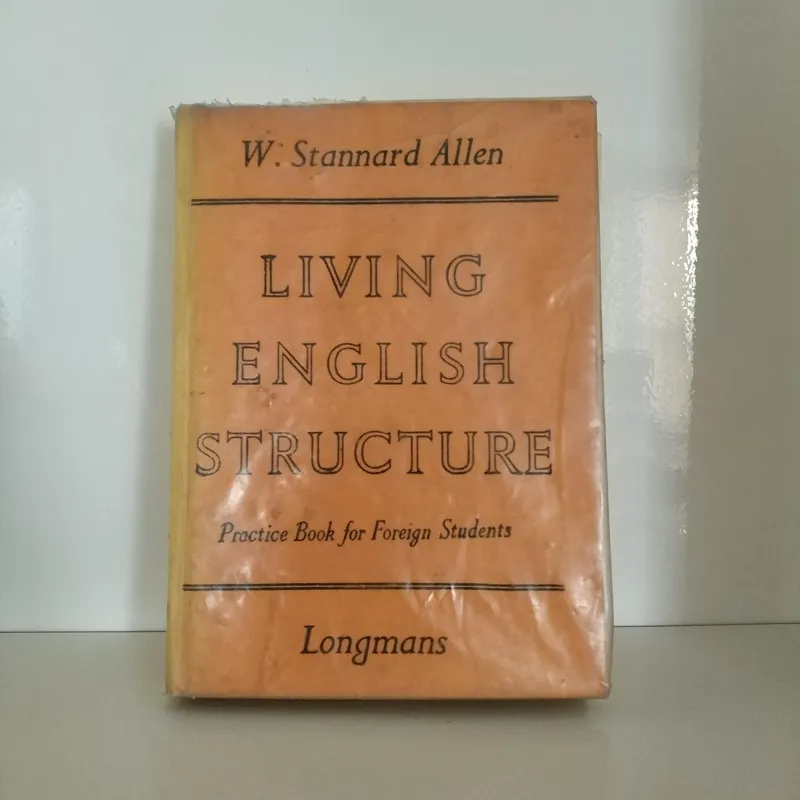 W. Stannard Allen
LIVING
ENGLISH
STRUCTURE
Practice Book for Foreign Students
Longmans